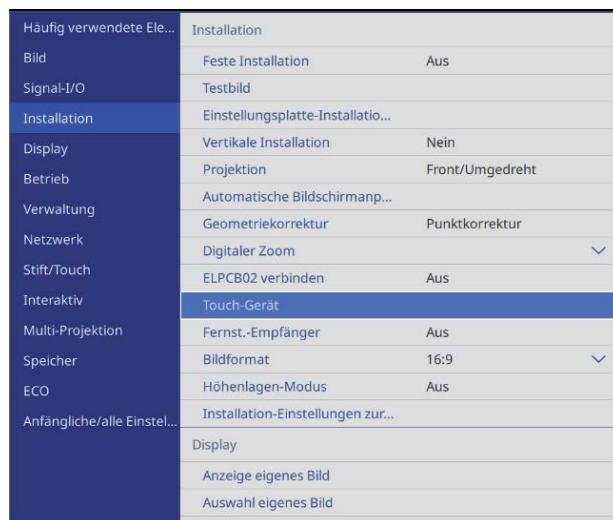 Häufig verwendete Ele...
Bild
Signal-I/O
Installation
Display
Betrieb
Verwaltung
Netzwerk
Stift/Touch
Interaktiv
Multi-Projektion
Speicher
ECO
Anfängliche/alle Einstel...
Installation
Feste Installation Aus
Testbild
Einstellungsplatte-Installatio...
Vertikale Installation Nein
Projektion Front/Umgedreht
Automatische Bildschirmanp...
Geometriekorrektur Punktkorrektur
Digitaler Zoom
ELPCB02 verbinden Aus
Touch-Gerät
Fernst.-Empfänger Aus
Bildformat 16:9
Höhenlagen-Modus Aus
Installation-Einstellungen zur...
Display
Anzeige eigenes Bild
Auswahl eigenes Bild